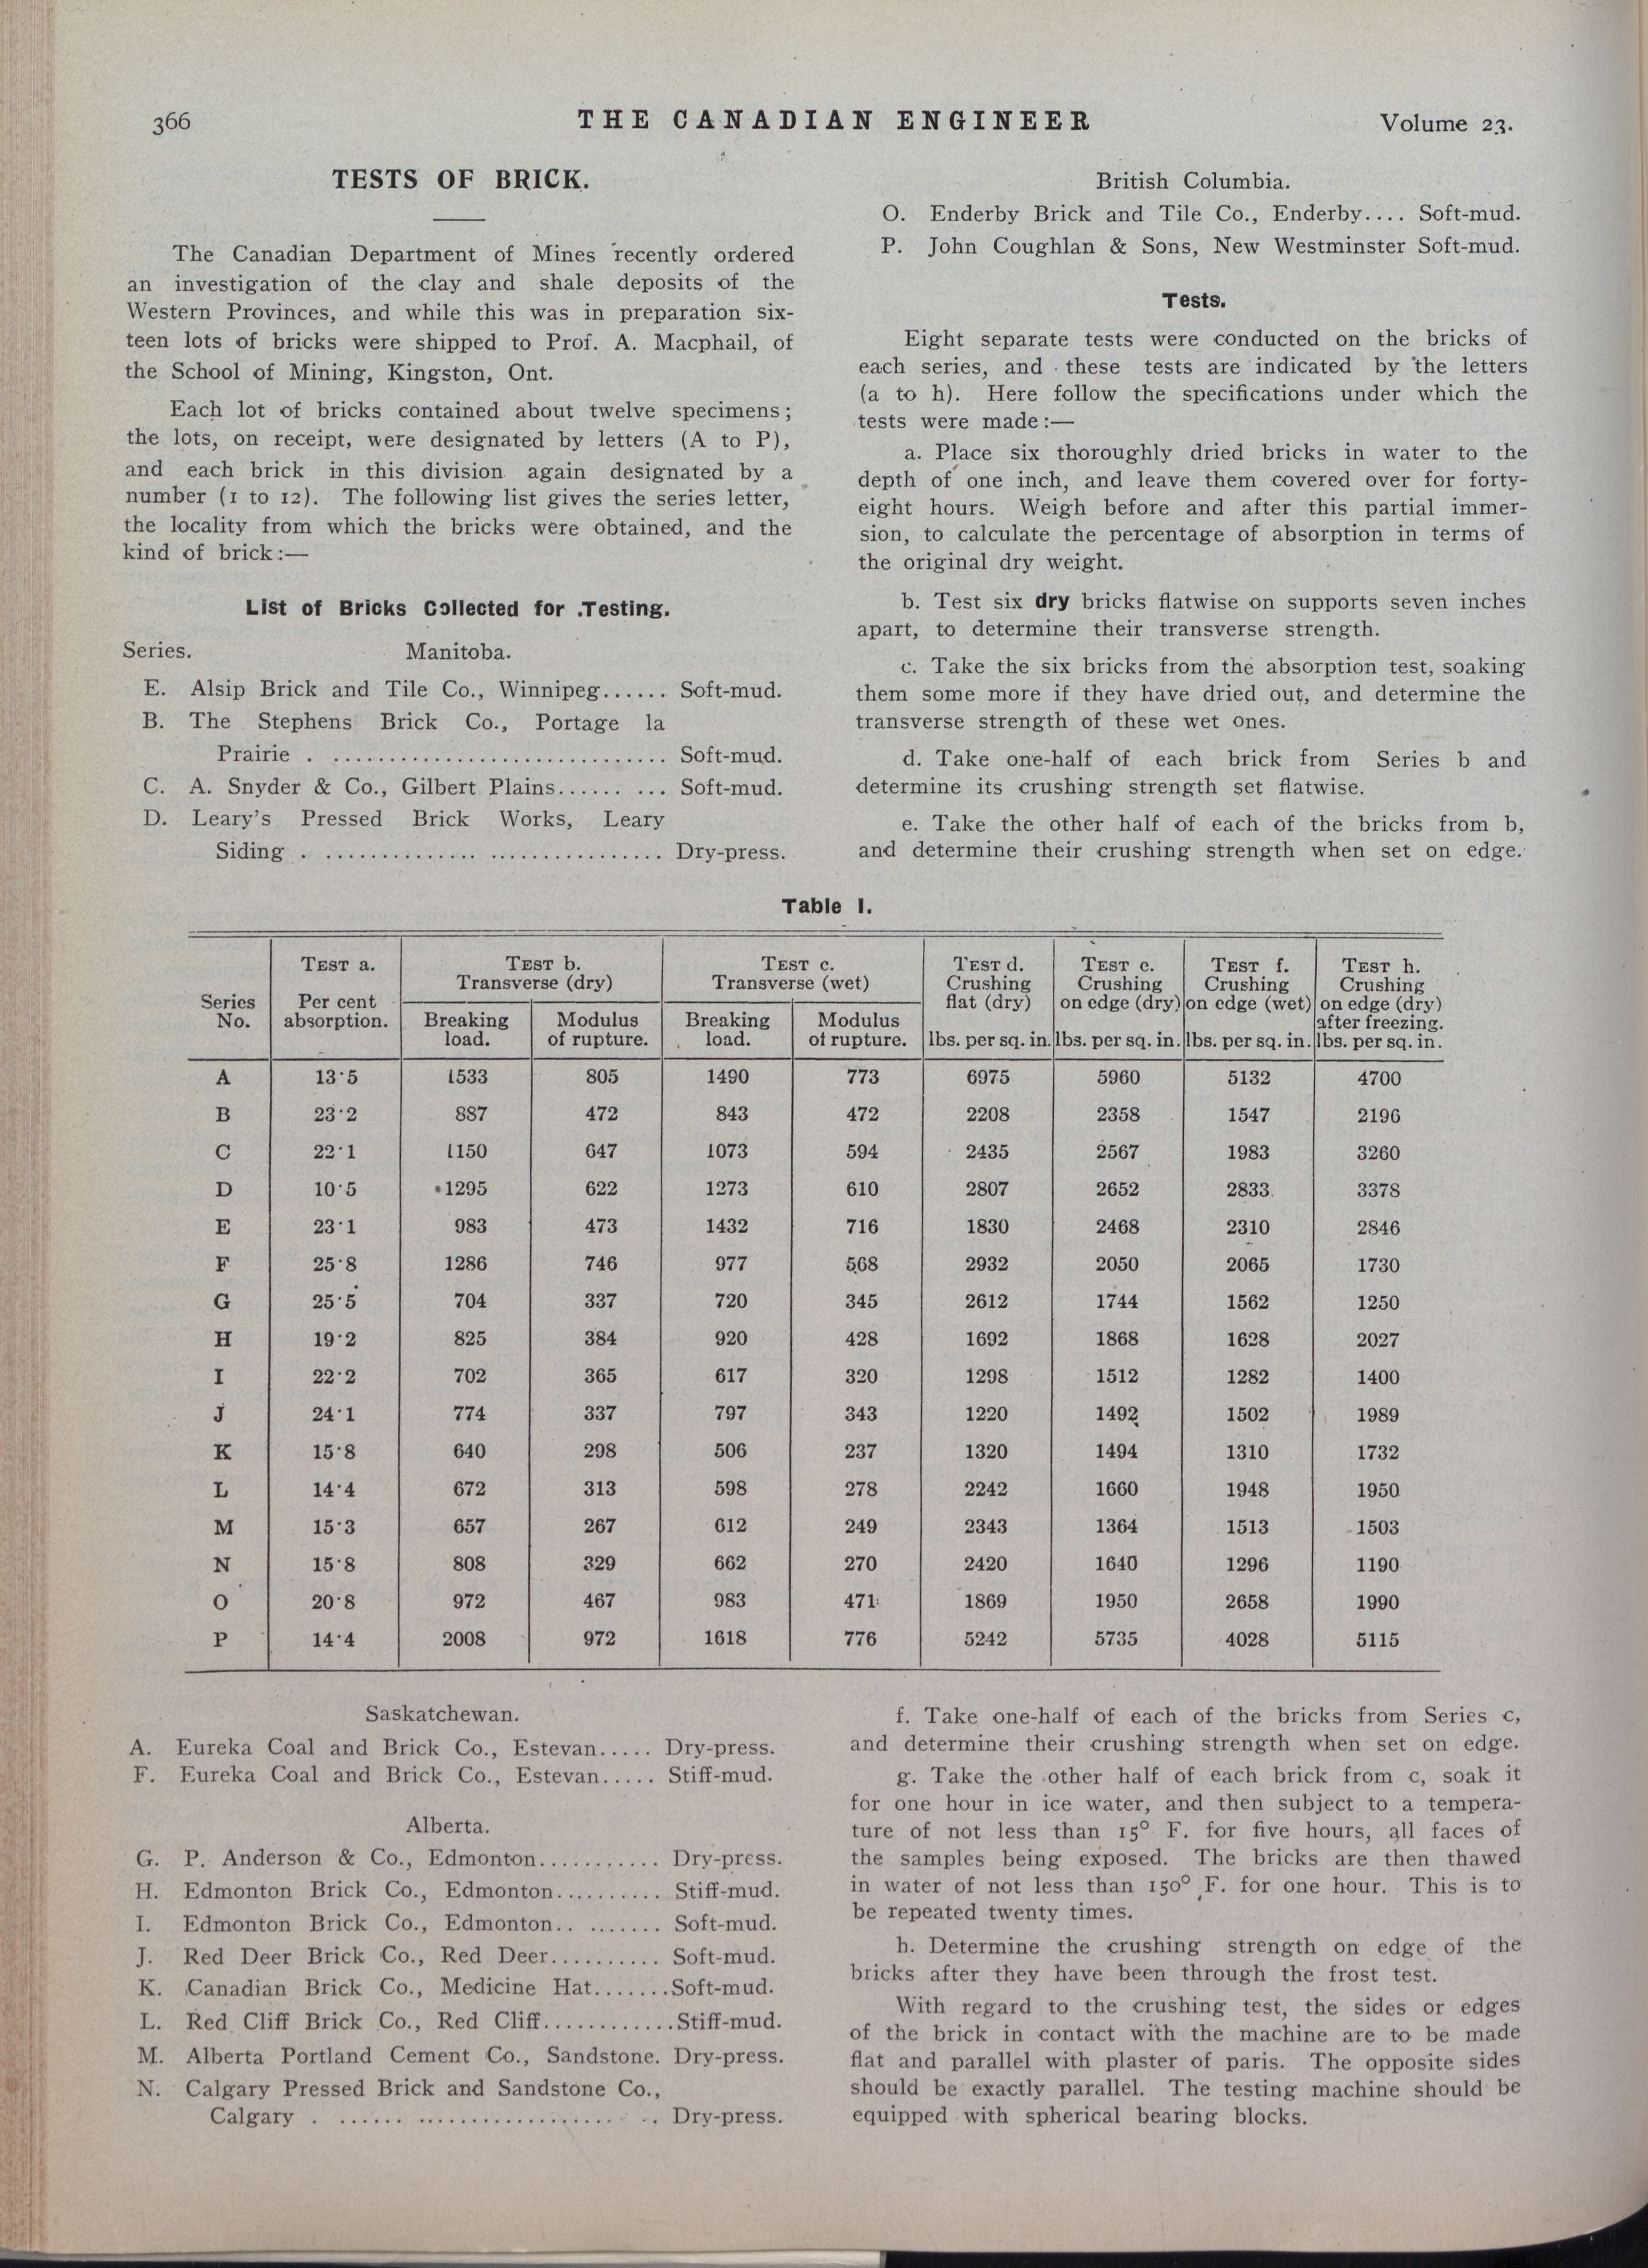 366
THE CANADIAN ENGINEER
Volume 23.
TESTS OF BRICK.
The Canadian Department of Mines recently ordered
an investigation of the clay and shale deposits of the
Western Provinces, and while this was in preparation six-
teen lots of bricks were shipped to Prof. A. Macphail, of
the School of Mining, Kingston, Ont.
Each lot of bricks contained about twelve specimens;
the lots, on receipt, were designated by letters (A to P),
and each brick in this division again designated by a
number (1 to 12). The following list gives the series letter,
the locality from which the bricks were obtained, and the
kind of brick:—
List of Bricks Collected for Testing.
Series. Manitoba.
E. Alsip Brick and Tile Co., Winnipeg...... Soft-mud.
B. The Stephens Brick Co., Portage la
Prairie . .............................. Soft-mud.
C. A. Snyder & Co., Gilbert Plains...... ... Soft-mud.
D. Leary's Pressed Brick Works, Leary
Siding . .............. ................ Dry-press.
British Columbia.
O. Enderby Brick and Tile Co., Enderby.... Soft-mud.
P. John Coughlan & Sons, New Westminster Soft-mud.
Tests.
Eight separate tests were conducted on the bricks of
each series, and these tests are indicated by the letters
(a to h). Here follow the specifications under which the
tests were made:—
a. Place six thoroughly dried bricks in water to the
depth of one inch, and leave them covered over for forty-
eight hours. Weigh before and after this partial immer-
sion, to calculate the percentage of absorption in terms of
the original dry weight.
b. Test six dry bricks flatwise on supports seven inches
apart, to determine their transverse strength.
c. Take the six bricks from the absorption test, soaking
them some more if they have dried out, and determine the
transverse strength of these wet ones.
d. Take one-half of each brick from Series b and
determine its crushing strength set flatwise.
e. Take the other half of each of the bricks from b,
and determine their crushing strength when set on edge.
Table I.
Series No. | TEST a. Per cent absorption. | TEST b. Transverse (dry) Breaking load. | Modulus of rupture. | TEST c. Transverse (wet) Breaking load. | Modulus of rupture. | TEST d. Crushing flat (dry) lbs. per sq. in. | TEST e. Crushing on edge (dry) lbs. per sq. in. | TEST f. Crushing on edge (wet) lbs. per sq. in. | TEST h. Crushing on edge (dry) after freezing. lbs. per sq. in.
A 13·5 1533 805 1490 773 6975 5960 5132 4700
B 23·2 887 472 843 472 2208 2358 1547 2196
C 22·1 1150 647 1073 594 2435 2567 1983 3260
D 10·5 1295 622 1273 610 2807 2652 2833 3378
E 23·1 983 473 1432 716 1830 2468 2310 2846
F 25·8 1286 746 977 568 2932 2050 2065 1730
G 25·5 704 337 720 345 2612 1744 1562 1250
H 19·2 825 384 920 428 1692 1868 1628 2027
I 22·2 702 365 617 320 1298 1512 1282 1400
J 24·1 774 337 797 343 1220 1492 1502 1989
K 15·8 640 298 506 237 1320 1494 1310 1732
L 14·4 672 313 598 278 2242 1660 1948 1950
M 15·3 657 267 612 249 2343 1364 1513 1503
N 15·8 808 329 662 270 2420 1640 1296 1190
O 20·8 972 467 983 471 1869 1950 2658 1990
P 14·4 2008 972 1618 776 5242 5735 4028 5115
Saskatchewan.
A. Eureka Coal and Brick Co., Estevan..... Dry-press.
F. Eureka Coal and Brick Co., Estevan..... Stiff-mud.
Alberta.
G. P. Anderson & Co., Edmonton............ Dry-press.
H. Edmonton Brick Co., Edmonton.......... Stiff-mud.
I. Edmonton Brick Co., Edmonton.. ........ Soft-mud.
J. Red Deer Brick Co., Red Deer.......... Soft-mud.
K. Canadian Brick Co., Medicine Hat.......Soft-mud.
L. Red Cliff Brick Co., Red Cliff............Stiff-mud.
M. Alberta Portland Cement Co., Sandstone. Dry-press.
N. Calgary Pressed Brick and Sandstone Co.,
Calgary . ...... ................... .. Dry-press.
f. Take one-half of each of the bricks from Series c,
and determine their crushing strength when set on edge.
g. Take the other half of each brick from c, soak it
for one hour in ice water, and then subject to a tempera-
ture of not less than 15° F. for five hours, all faces of
the samples being exposed. The bricks are then thawed
in water of not less than 150° F. for one hour. This is to
be repeated twenty times.
h. Determine the crushing strength on edge of the
bricks after they have been through the frost test.
With regard to the crushing test, the sides or edges
of the brick in contact with the machine are to be made
flat and parallel with plaster of paris. The opposite sides
should be exactly parallel. The testing machine should be
equipped with spherical bearing blocks.